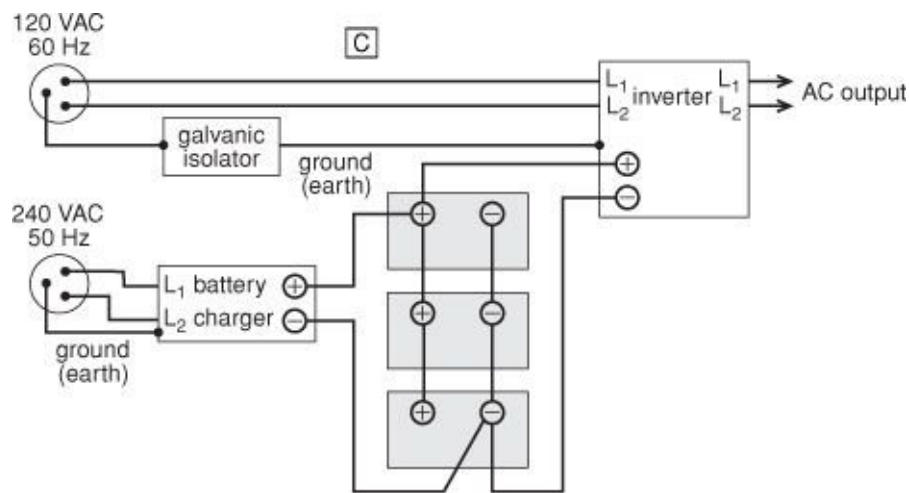 120 VAC
60 Hz
C
L1 L1
inverter
L2 L2
AC output
galvanic
isolator
ground
(earth)
+
−
240 VAC
50 Hz
+ −
L1 battery +
L2 charger −
ground
(earth)
+ −
+ −